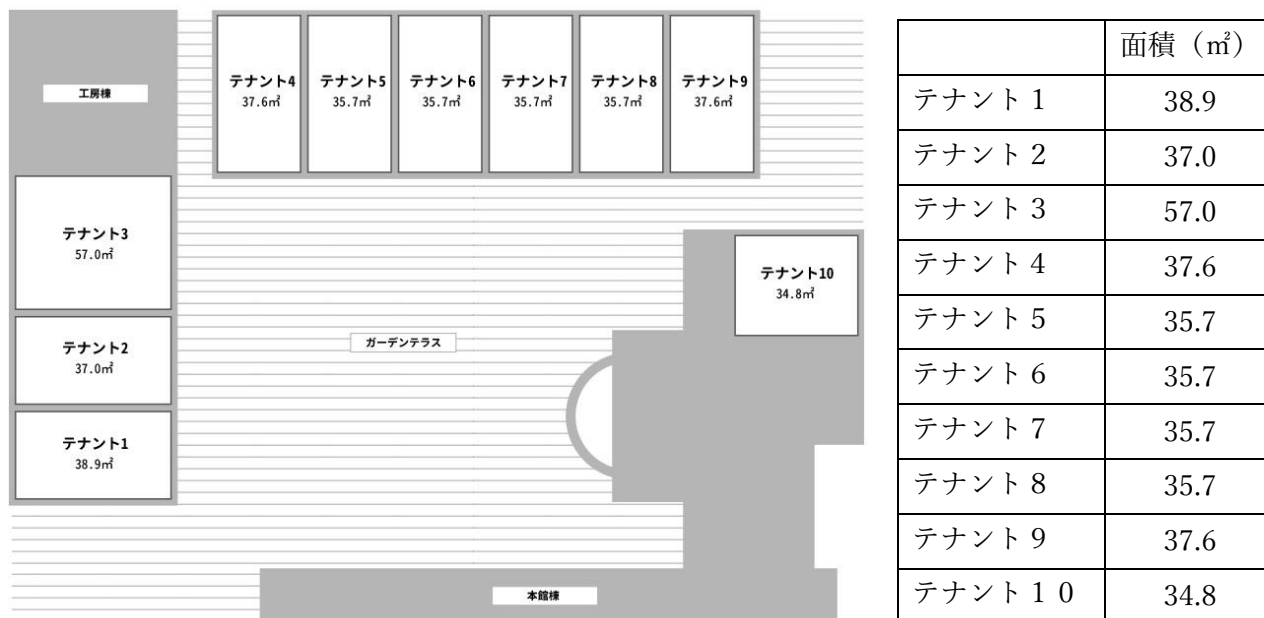 テナント4
37.6㎡
テナント5
35.7㎡
テナント6
35.7㎡
テナント7
35.7㎡
テナント8
35.7㎡
テナント9
37.6㎡
工房棟
テナント3
57.0㎡
テナント10
34.8㎡
ガーデンテラス
テナント2
37.0㎡
テナント1
38.9㎡
本館棟
面積（㎡）
テナント１ 38.9
テナント２ 37.0
テナント３ 57.0
テナント４ 37.6
テナント５ 35.7
テナント６ 35.7
テナント７ 35.7
テナント８ 35.7
テナント９ 37.6
テナント１０ 34.8